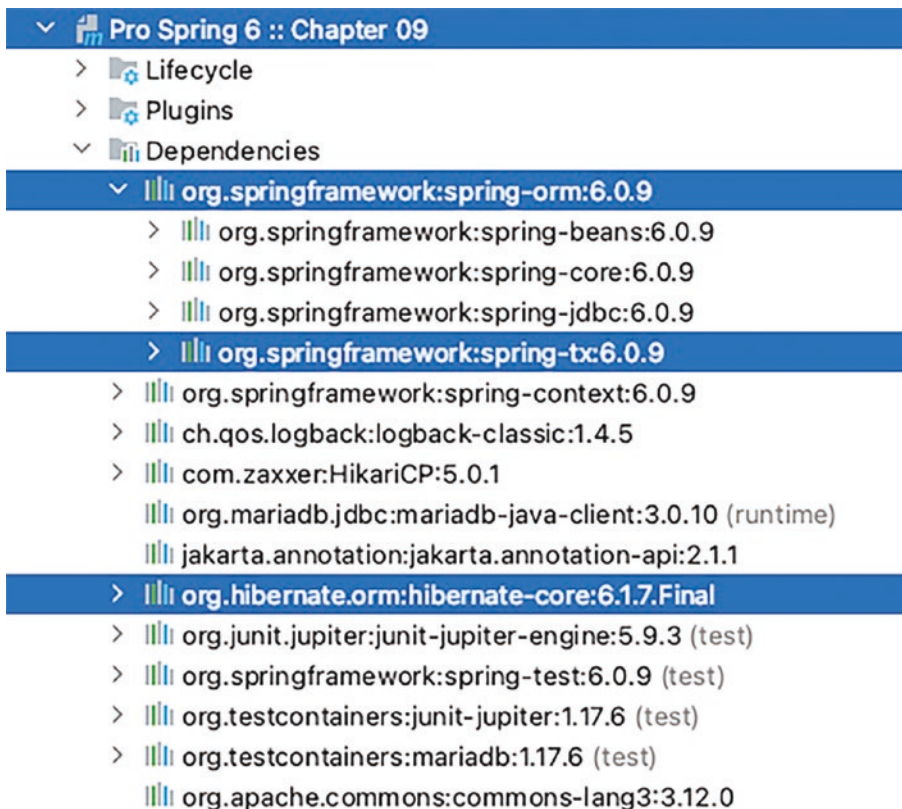 Pro Spring 6 :: Chapter 09
Lifecycle
Plugins
Dependencies
org.springframework:spring-orm:6.0.9
org.springframework:spring-beans:6.0.9
org.springframework:spring-core:6.0.9
org.springframework:spring-jdbc:6.0.9
org.springframework:spring-tx:6.0.9
org.springframework:spring-context:6.0.9
ch.qos.logback:logback-classic:1.4.5
com.zaxxer:HikariCP:5.0.1
org.mariadb.jdbc:mariadb-java-client:3.0.10 (runtime)
jakarta.annotation:jakarta.annotation-api:2.1.1
org.hibernate.orm:hibernate-core:6.1.7.Final
org.junit.jupiter:junit-jupiter-engine:5.9.3 (test)
org.springframework:spring-test:6.0.9 (test)
org.testcontainers:junit-jupiter:1.17.6 (test)
org.testcontainers:mariadb:1.17.6 (test)
org.apache.commons:commons-lang3:3.12.0